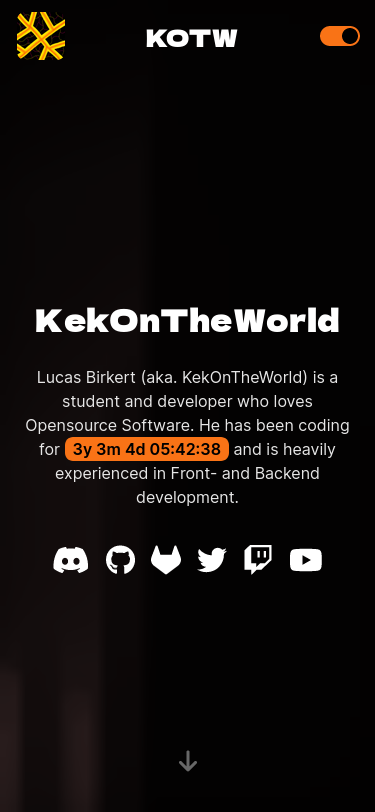 KOTW
KekOnTheWorld
Lucas Birkert (aka. KekOnTheWorld) is a
student and developer who loves
Opensource Software. He has been coding
for 3y 3m 4d 05:42:38 and is heavily
experienced in Front- and Backend
development.